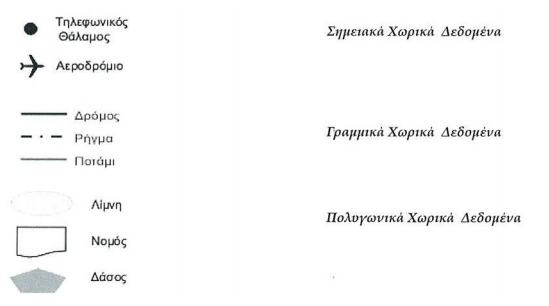 Τηλεφωνικός
Θάλαμος
Σημειακά Χωρικά Δεδομένα
Αεροδρόμιο
Δρόμος
Ρήγμα
Γραμμικά Χωρικά Δεδομένα
Ποτάμι
Λίμνη
Πολυγωνικά Χωρικά Δεδομένα
Νομός
Δάσος